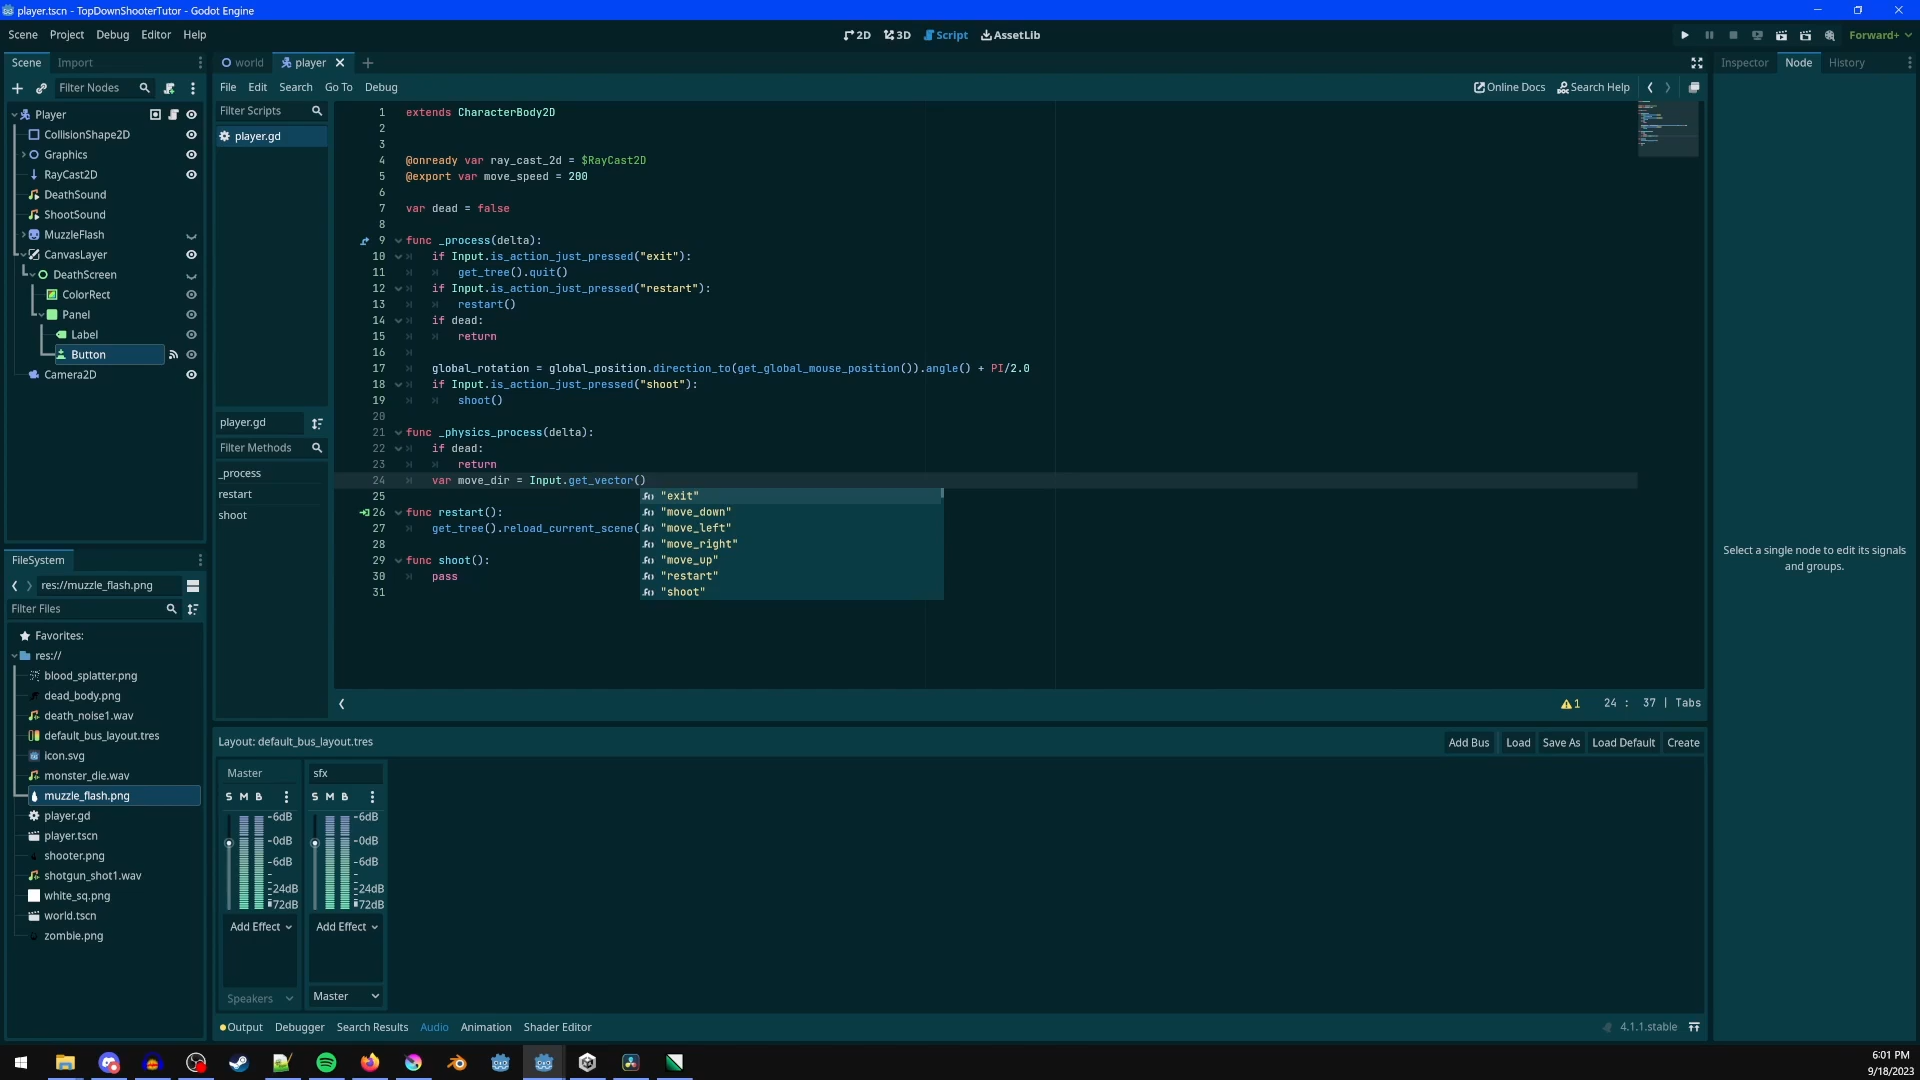 player.tscn - TopDownShooterTutor - Godot Engine
Scene Project Debug Editor Help
2D 3D Script AssetLib
Forward+
Scene Import
Filter Nodes
Player
CollisionShape2D
Graphics
RayCast2D
DeathSound
ShootSound
MuzzleFlash
CanvasLayer
DeathScreen
ColorRect
Panel
Label
Button
Camera2D
FileSystem
res://muzzle_flash.png
Filter Files
Favorites:
res://
blood_splatter.png
dead_body.png
death_noise1.wav
default_bus_layout.tres
icon.svg
monster_die.wav
muzzle_flash.png
player.gd
player.tscn
shooter.png
shotgun_shot1.wav
white_sq.png
world.tscn
zombie.png
world player
File Edit Search Go To Debug
Online Docs Search Help
Filter Scripts
player.gd
player.gd
Filter Methods
_process
restart
shoot
1 extends CharacterBody2D
2
3
4 @onready var ray_cast_2d = $RayCast2D
5 @export var move_speed = 200
6
7 var dead = false
8
9 func _process(delta):
10 if Input.is_action_just_pressed("exit"):
11 get_tree().quit()
12 if Input.is_action_just_pressed("restart"):
13 restart()
14 if dead:
15 return
16
17 global_rotation = global_position.direction_to(get_global_mouse_position()).angle() + PI/2.0
18 if Input.is_action_just_pressed("shoot"):
19 shoot()
20
21 func _physics_process(delta):
22 if dead:
23 return
24 var move_dir = Input.get_vector()
25
26 func restart():
27 get_tree().reload_current_scene(
28
29 func shoot():
30 pass
31
"exit"
"move_down"
"move_left"
"move_right"
"move_up"
"restart"
"shoot"
1 24 : 37 | Tabs
Layout: default_bus_layout.tres
Add Bus Load Save As Load Default Create
Master sfx
S M B S M B
-6dB -6dB
-0dB -0dB
-6dB -6dB
-24dB -24dB
-72dB -72dB
Add Effect Add Effect
Speakers Master
Output Debugger Search Results Audio Animation Shader Editor
4.1.1.stable
Inspector Node History
Select a single node to edit its signals
and groups.
6:01 PM
9/18/2023